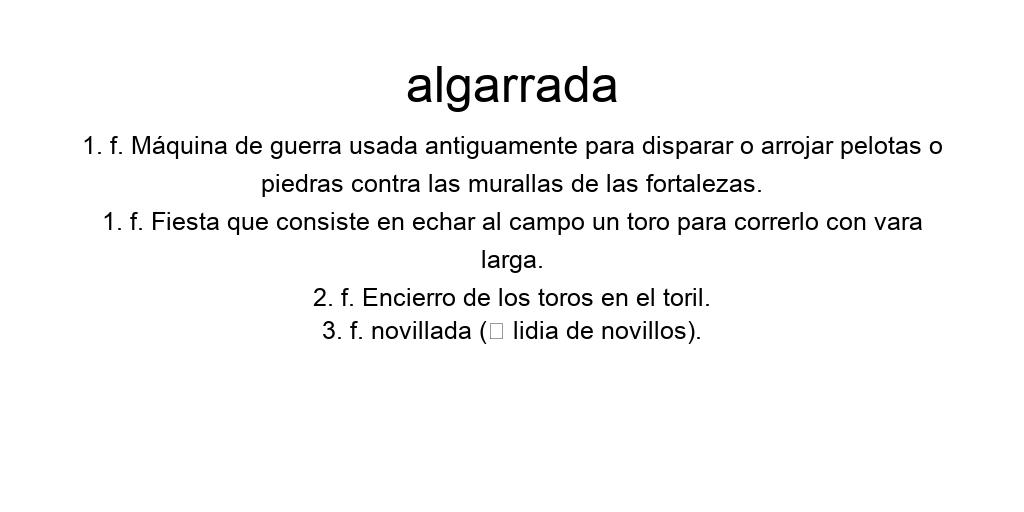 algarrada
1. f. Máquina de guerra usada antiguamente para disparar o arrojar pelotas o
piedras contra las murallas de las fortalezas.
1. f. Fiesta que consiste en echar al campo un toro para correrlo con vara
larga.
2. f. Encierro de los toros en el toril.
3. f. novillada (□ lidia de novillos).